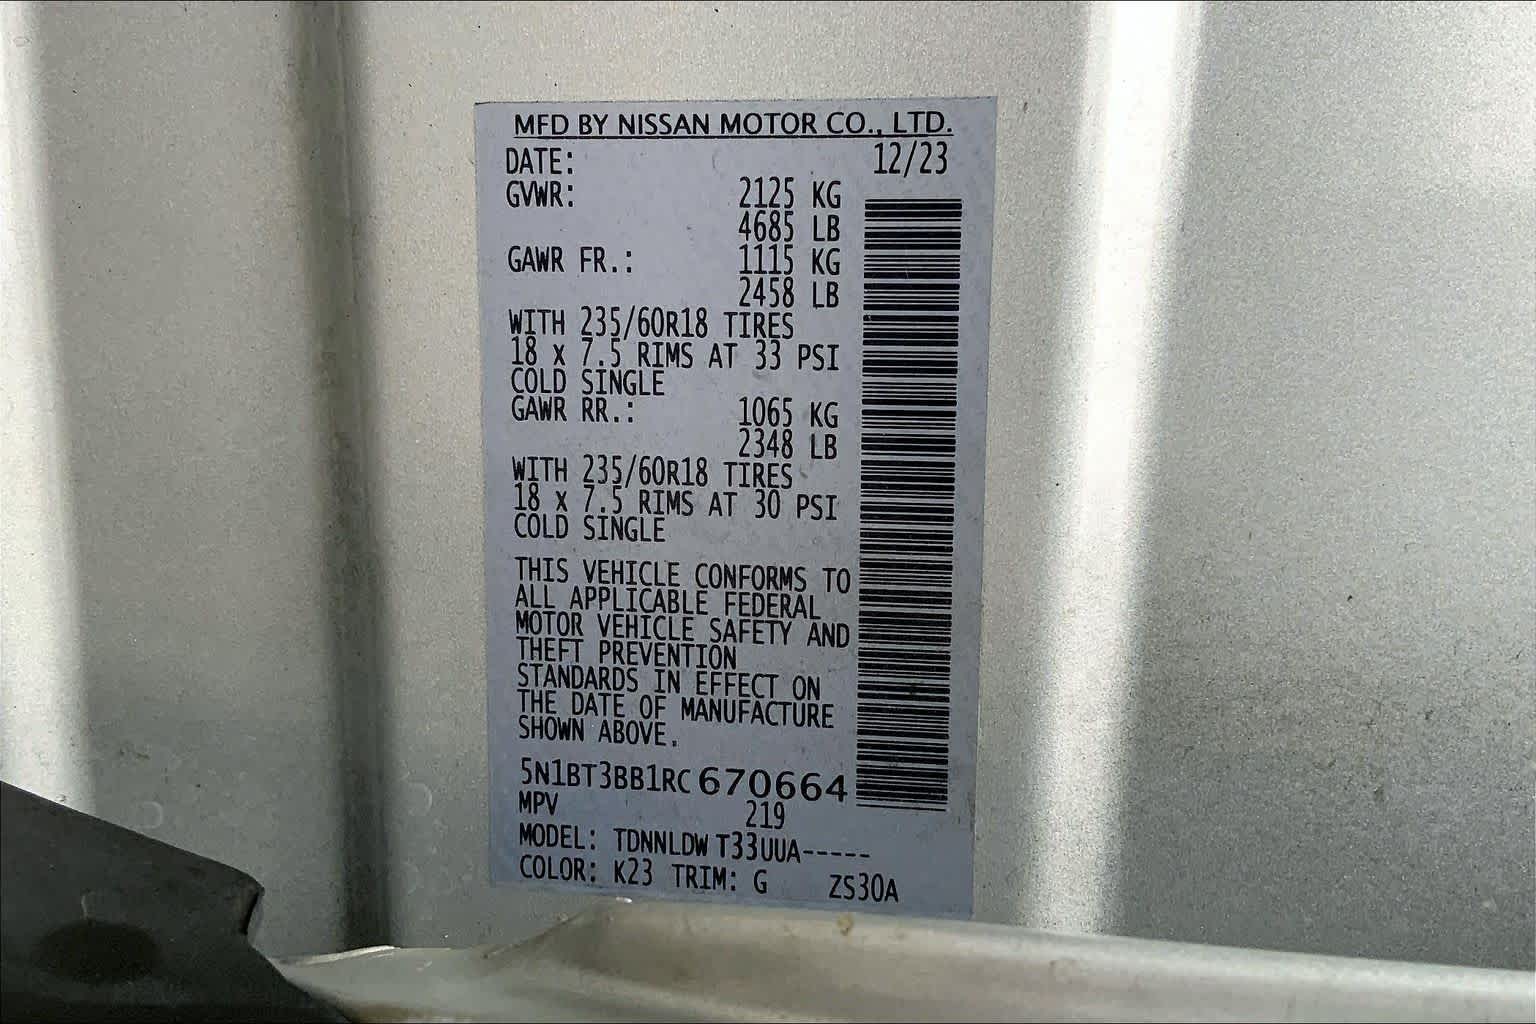 MFD BY NISSAN MOTOR CO., LTD.
DATE: 12/23
GVWR: 2125 KG
4685 LB
GAWR FR.: 1115 KG
2458 LB
WITH 235/60R18 TIRES
18 x 7.5 RIMS AT 33 PSI
COLD SINGLE
GAWR RR.: 1065 KG
2348 LB
WITH 235/60R18 TIRES
18 x 7.5 RIMS AT 30 PSI
COLD SINGLE
THIS VEHICLE CONFORMS TO
ALL APPLICABLE FEDERAL
MOTOR VEHICLE SAFETY AND
THEFT PREVENTION
STANDARDS IN EFFECT ON
THE DATE OF MANUFACTURE
SHOWN ABOVE.
5N1BT3BB1RC670664
MPV 219
MODEL: TDNNLDW T33UUA-----
COLOR: K23 TRIM: G ZS30A